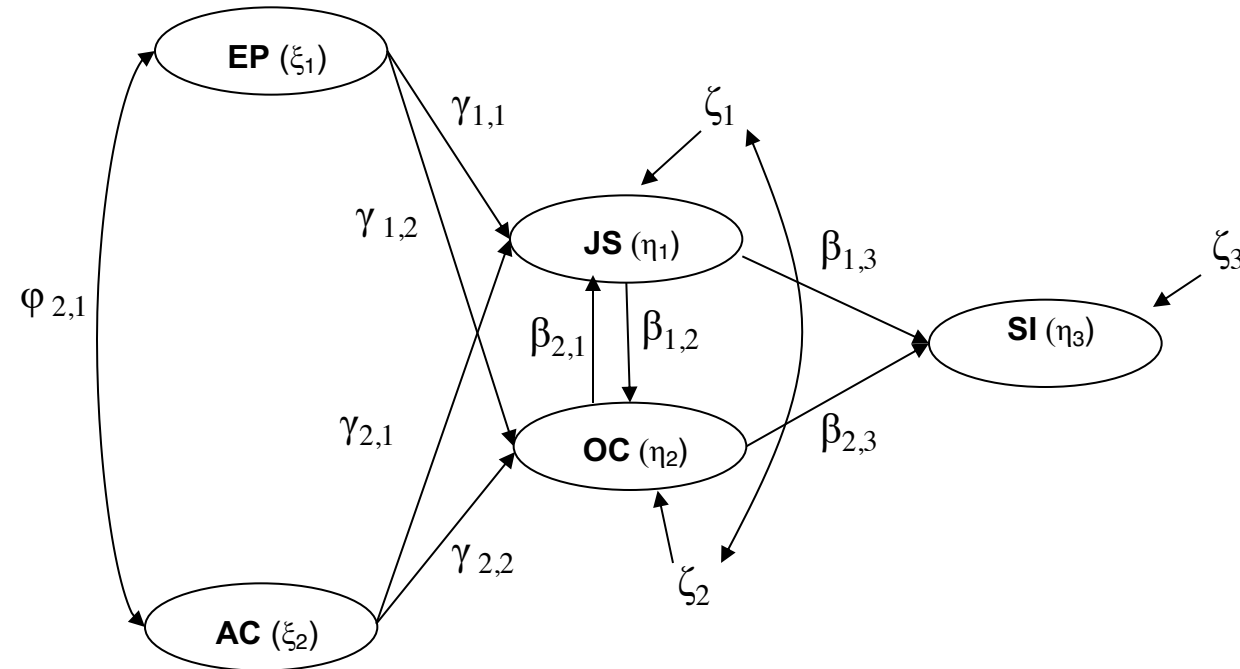 EP (ξ₁)
γ₁,₁
ζ₁
γ ₁,₂
JS (η₁)
β₁,₃
ζ₃
φ ₂,₁
β₂,₁
β₁,₂
SI (η₃)
γ₂,₁
OC (η₂)
β₂,₃
γ ₂,₂
ζ₂
AC (ξ₂)